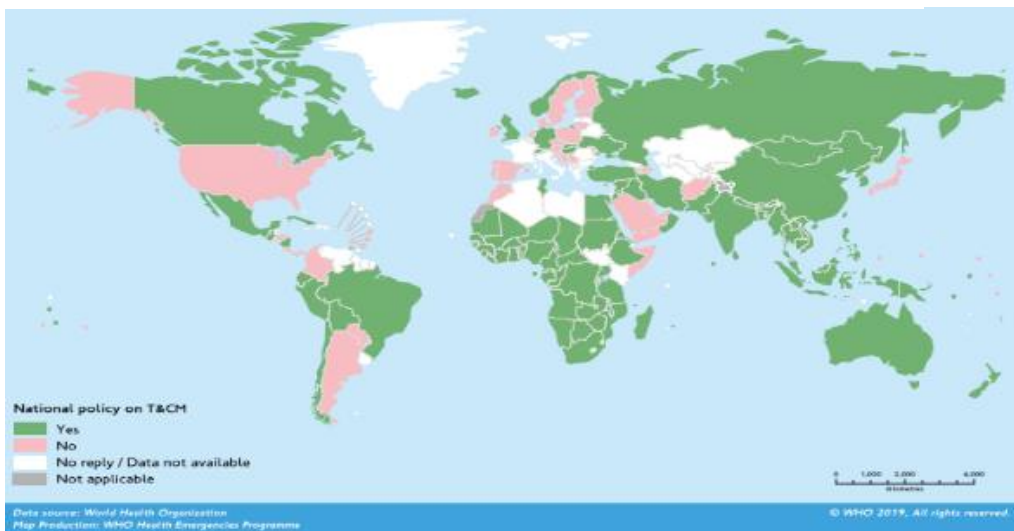 National policy on T&CM
Yes
No
No reply / Data not available
Not applicable
0 1,000 2,000 4,000
Kilometres
Data source: World Health Organization
Map Production: WHO Health Emergencies Programme
© WHO 2019. All rights reserved.